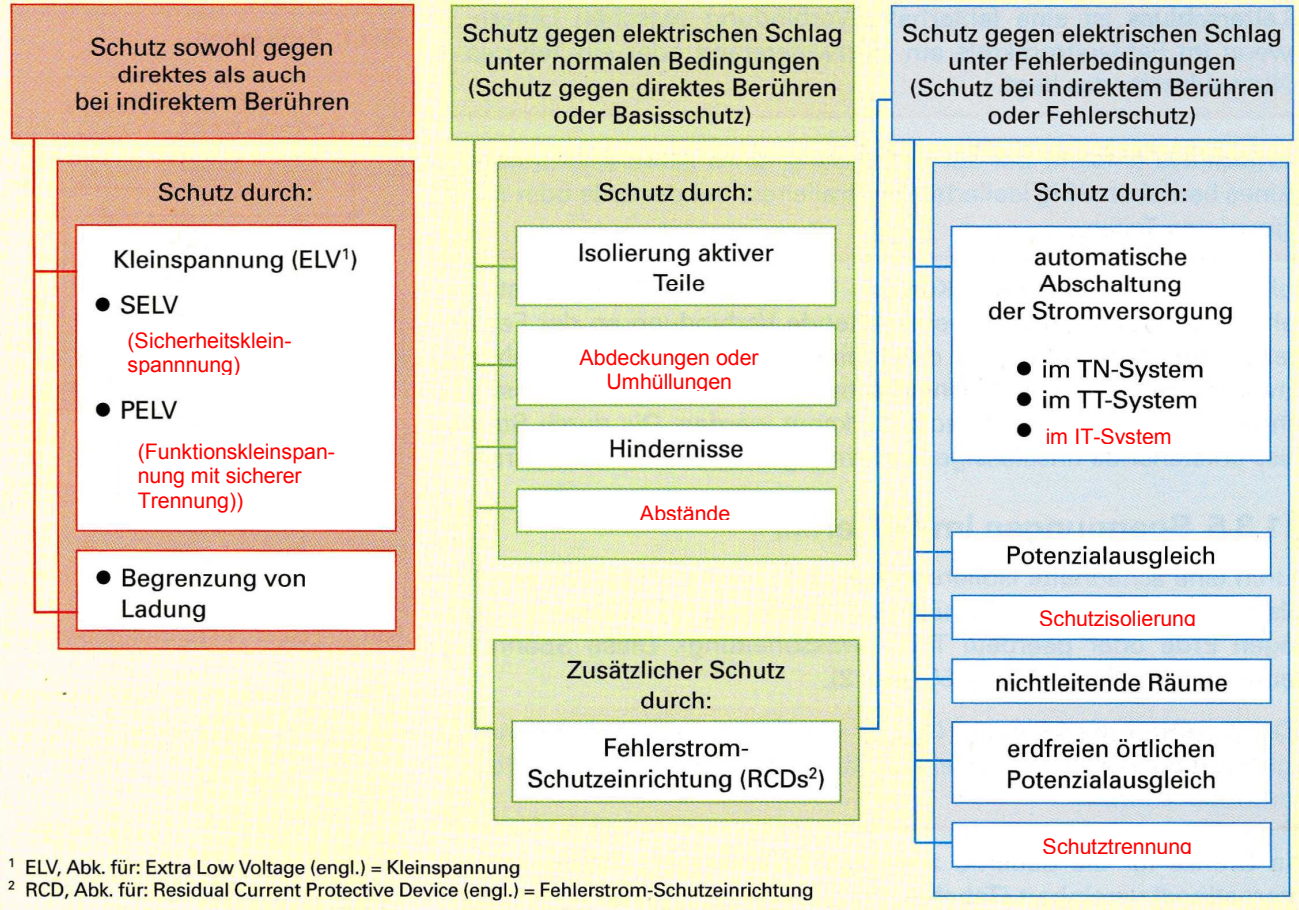 Schutz sowohl gegen
direktes als auch
bei indirektem Berühren
Schutz durch:
Kleinspannung (ELV¹)
● SELV
(Sicherheitsklein-
spannnung)
● PELV
(Funktionskleinspan-
nung mit sicherer
Trennung))
● Begrenzung von
Ladung
Schutz gegen elektrischen Schlag
unter normalen Bedingungen
(Schutz gegen direktes Berühren
oder Basisschutz)
Schutz durch:
Isolierung aktiver
Teile
Abdeckungen oder
Umhüllungen
Hindernisse
Abstände
Zusätzlicher Schutz
durch:
Fehlerstrom-
Schutzeinrichtung (RCDs²)
Schutz gegen elektrischen Schlag
unter Fehlerbedingungen
(Schutz bei indirektem Berühren
oder Fehlerschutz)
Schutz durch:
automatische
Abschaltung
der Stromversorgung
● im TN-System
● im TT-System
● im IT-System
Potenzialausgleich
Schutzisolierung
nichtleitende Räume
erdfreien örtlichen
Potenzialausgleich
Schutztrennung
¹ ELV, Abk. für: Extra Low Voltage (engl.) = Kleinspannung
² RCD, Abk. für: Residual Current Protective Device (engl.) = Fehlerstrom-Schutzeinrichtung